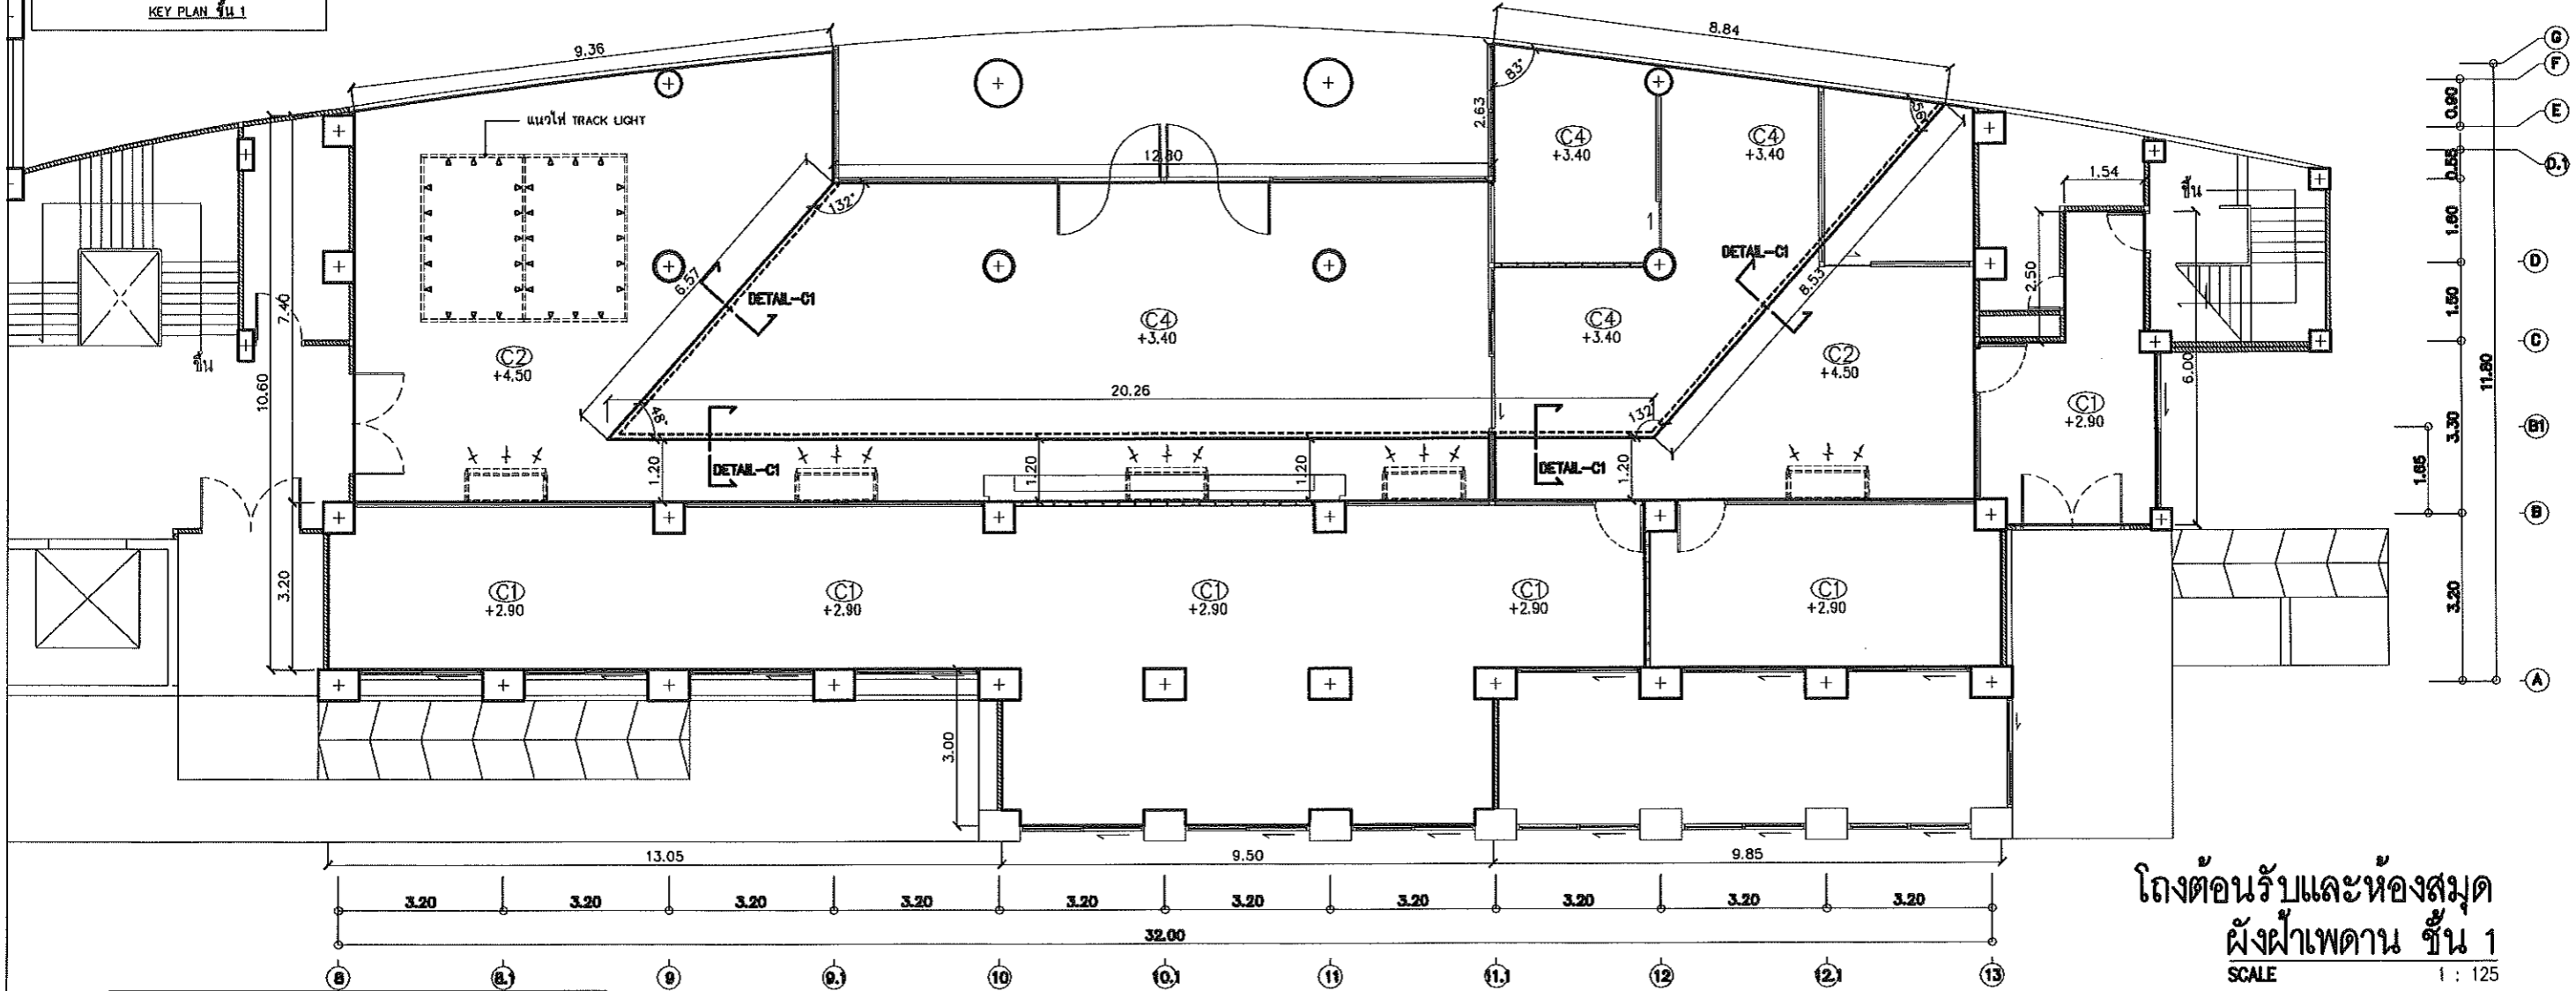 KEY PLAN ชั้น 1
9.36
8.84
แนวไฟ TRACK LIGHT
12.80
2.63
83°
59°
132°
C4
+3.40
C4
+3.40
1.54
ขึ้น
2.50
6.00
6.57
DETAIL-C1
DETAIL-C1
8.53
C4
+3.40
C4
+3.40
C2
+4.50
C2
+4.50
ขึ้น
7.40
10.60
3.20
48°
20.26
132°
C1
+2.90
1.20
DETAIL-C1
1.20
1.20
DETAIL-C1
1.20
C1
+2.90
C1
+2.90
C1
+2.90
C1
+2.90
C1
+2.90
3.00
13.05
9.50
9.85
3.20
3.20
3.20
3.20
3.20
3.20
3.20
3.20
3.20
3.20
32.00
8
8.1
9
9.1
10
10.1
11
11.1
12
12.1
13
G
F
E
D.1
D
C
B1
B
A
0.90
0.55
1.60
1.50
3.30
3.20
11.80
1.65
โถงต้อนรับและห้องสมุด
ผังฝ้าเพดาน ชั้น 1
SCALE 1 : 125